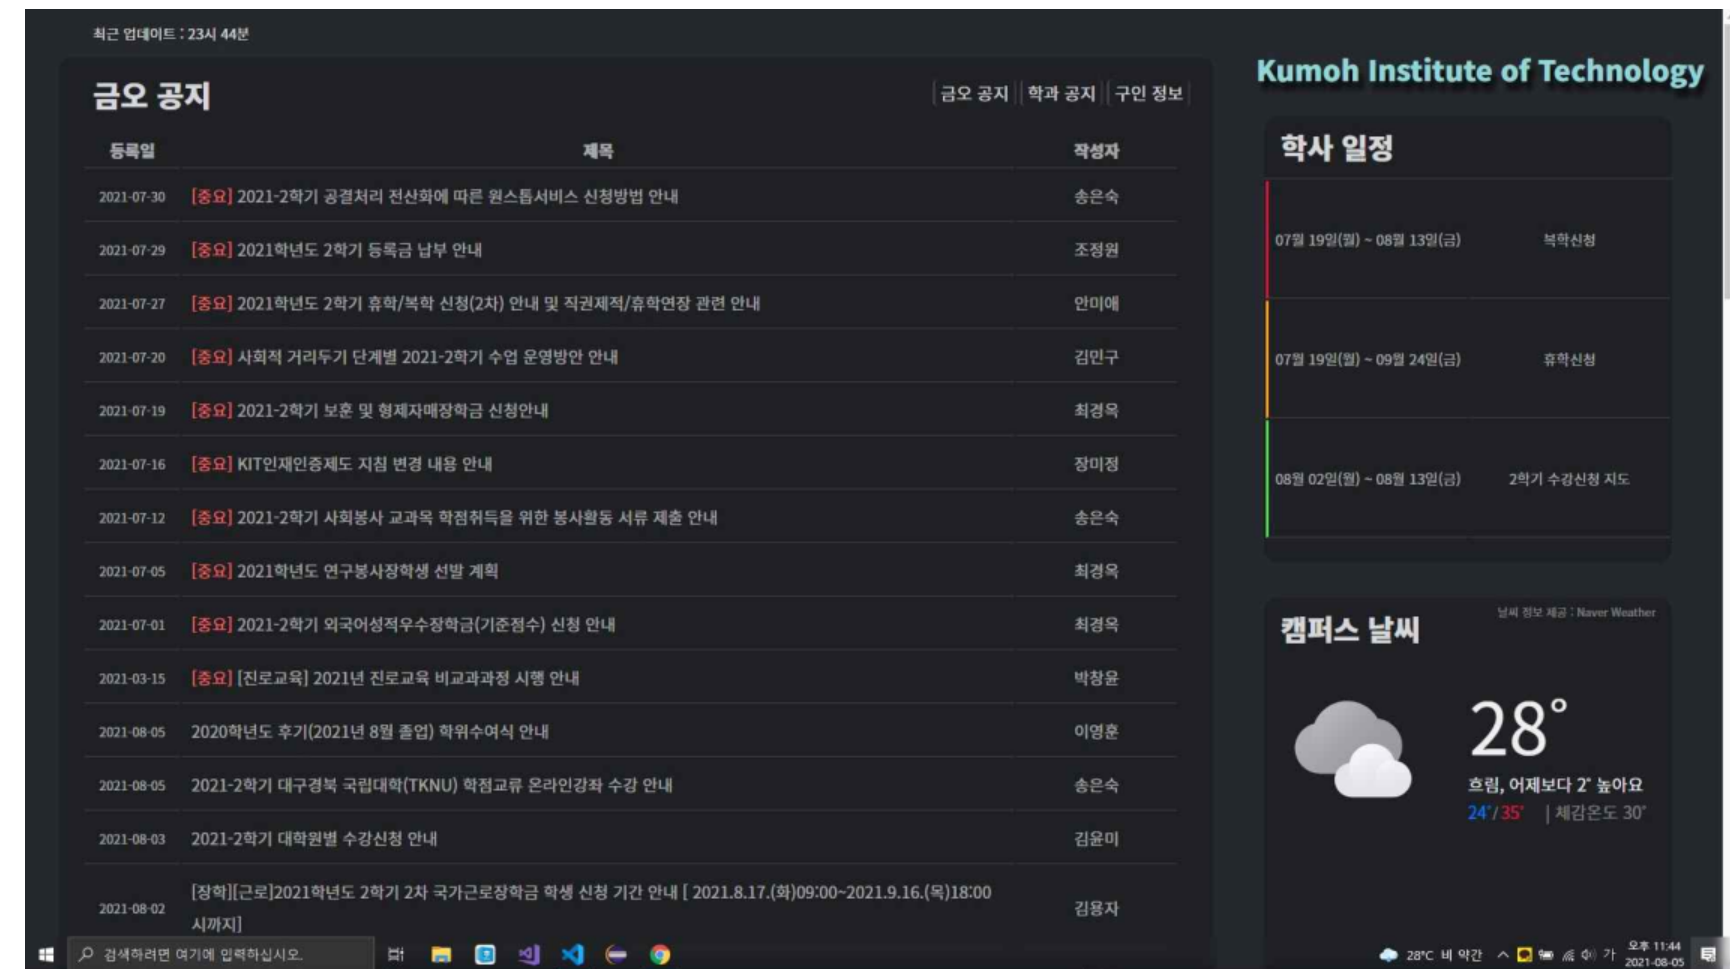 최근 업데이트 : 23시 44분
금오 공지
금오 공지 학과 공지 구인 정보
등록일 제목 작성자
2021-07-30 [중요] 2021-2학기 공결처리 전산화에 따른 원스톱서비스 신청방법 안내 송은숙
2021-07-29 [중요] 2021학년도 2학기 등록금 납부 안내 조정원
2021-07-27 [중요] 2021학년도 2학기 휴학/복학 신청(2차) 안내 및 직권제적/휴학연장 관련 안내 안미애
2021-07-20 [중요] 사회적 거리두기 단계별 2021-2학기 수업 운영방안 안내 김민구
2021-07-19 [중요] 2021-2학기 보훈 및 형제자매장학금 신청안내 최경옥
2021-07-16 [중요] KIT인재인증제도 지침 변경 내용 안내 장미정
2021-07-12 [중요] 2021-2학기 사회봉사 교과목 학점취득을 위한 봉사활동 서류 제출 안내 송은숙
2021-07-05 [중요] 2021학년도 연구봉사장학생 선발 계획 최경옥
2021-07-01 [중요] 2021-2학기 외국어성적우수장학금(기준점수) 신청 안내 최경옥
2021-03-15 [중요] [진로교육] 2021년 진로교육 비교과과정 시행 안내 박창윤
2021-08-05 2020학년도 후기(2021년 8월 졸업) 학위수여식 안내 이영훈
2021-08-05 2021-2학기 대구경북 국립대학(TKNU) 학점교류 온라인강좌 수강 안내 송은숙
2021-08-03 2021-2학기 대학원별 수강신청 안내 김윤미
2021-08-02 [장학][근로]2021학년도 2학기 2차 국가근로장학금 학생 신청 기간 안내 [ 2021.8.17.(화)09:00~2021.9.16.(목)18:00 김용자
시까지]
Kumoh Institute of Technology
학사 일정
07월 19일(월) ~ 08월 13일(금) 복학신청
07월 19일(월) ~ 09월 24일(금) 휴학신청
08월 02일(월) ~ 08월 13일(금) 2학기 수강신청 지도
날씨 정보 제공 : Naver Weather
캠퍼스 날씨
28°
흐림, 어제보다 2° 높아요
24°/35° | 체감온도 30°
검색하려면 여기에 입력하십시오.
28°C 비 약간 가 오후 11:44
2021-08-05